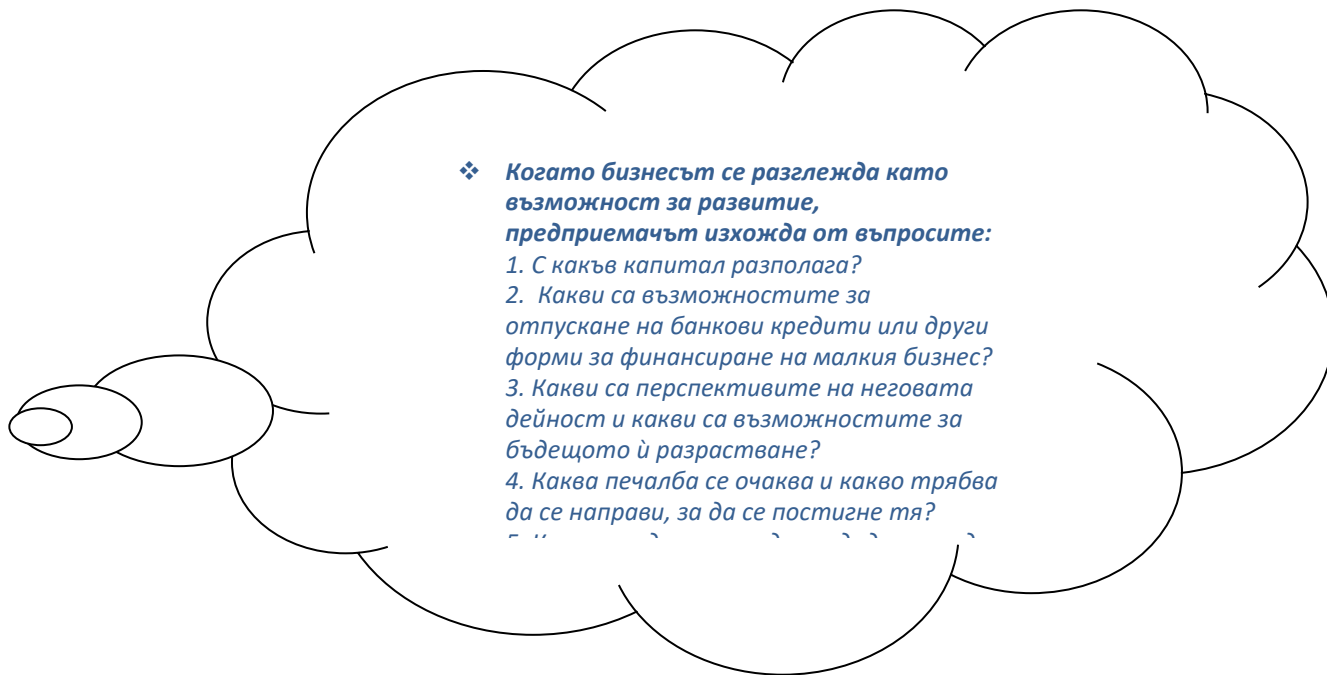 ❖ Когато бизнесът се разглежда като
възможност за развитие,
предприемачът изхожда от въпросите:
1. С какъв капитал разполага?
2. Какви са възможностите за
отпускане на банкови кредити или други
форми за финансиране на малкия бизнес?
3. Какви са перспективите на неговата
дейност и какви са възможностите за
бъдещото ѝ разрастване?
4. Каква печалба се очаква и какво трябва
да се направи, за да се постигне тя?
5.